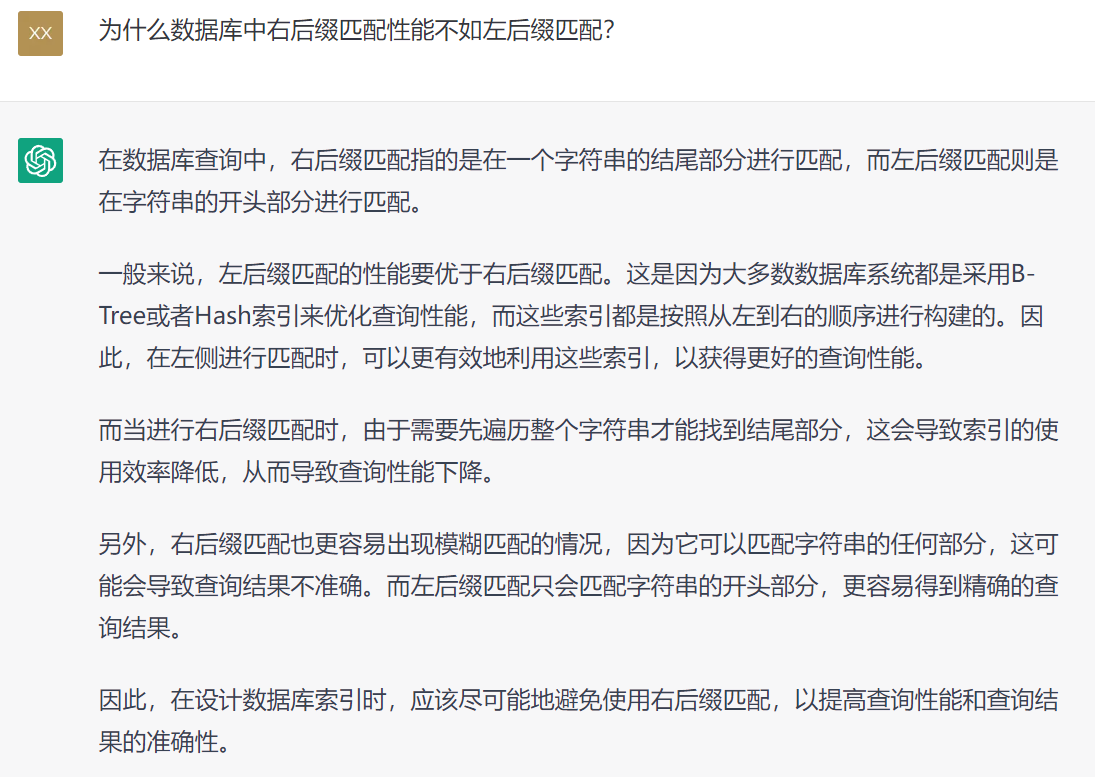 XX
为什么数据库中右后缀匹配性能不如左后缀匹配？
在数据库查询中，右后缀匹配指的是在一个字符串的结尾部分进行匹配，而左后缀匹配则是
在字符串的开头部分进行匹配。
一般来说，左后缀匹配的性能要优于右后缀匹配。这是因为大多数数据库系统都是采用B-
Tree或者Hash索引来优化查询性能，而这些索引都是按照从左到右的顺序进行构建的。因
此，在左侧进行匹配时，可以更有效地利用这些索引，以获得更好的查询性能。
而当进行右后缀匹配时，由于需要先遍历整个字符串才能找到结尾部分，这会导致索引的使
用效率降低，从而导致查询性能下降。
另外，右后缀匹配也更容易出现模糊匹配的情况，因为它可以匹配字符串的任何部分，这可
能会导致查询结果不准确。而左后缀匹配只会匹配字符串的开头部分，更容易得到精确的查
询结果。
因此，在设计数据库索引时，应该尽可能地避免使用右后缀匹配，以提高查询性能和查询结
果的准确性。